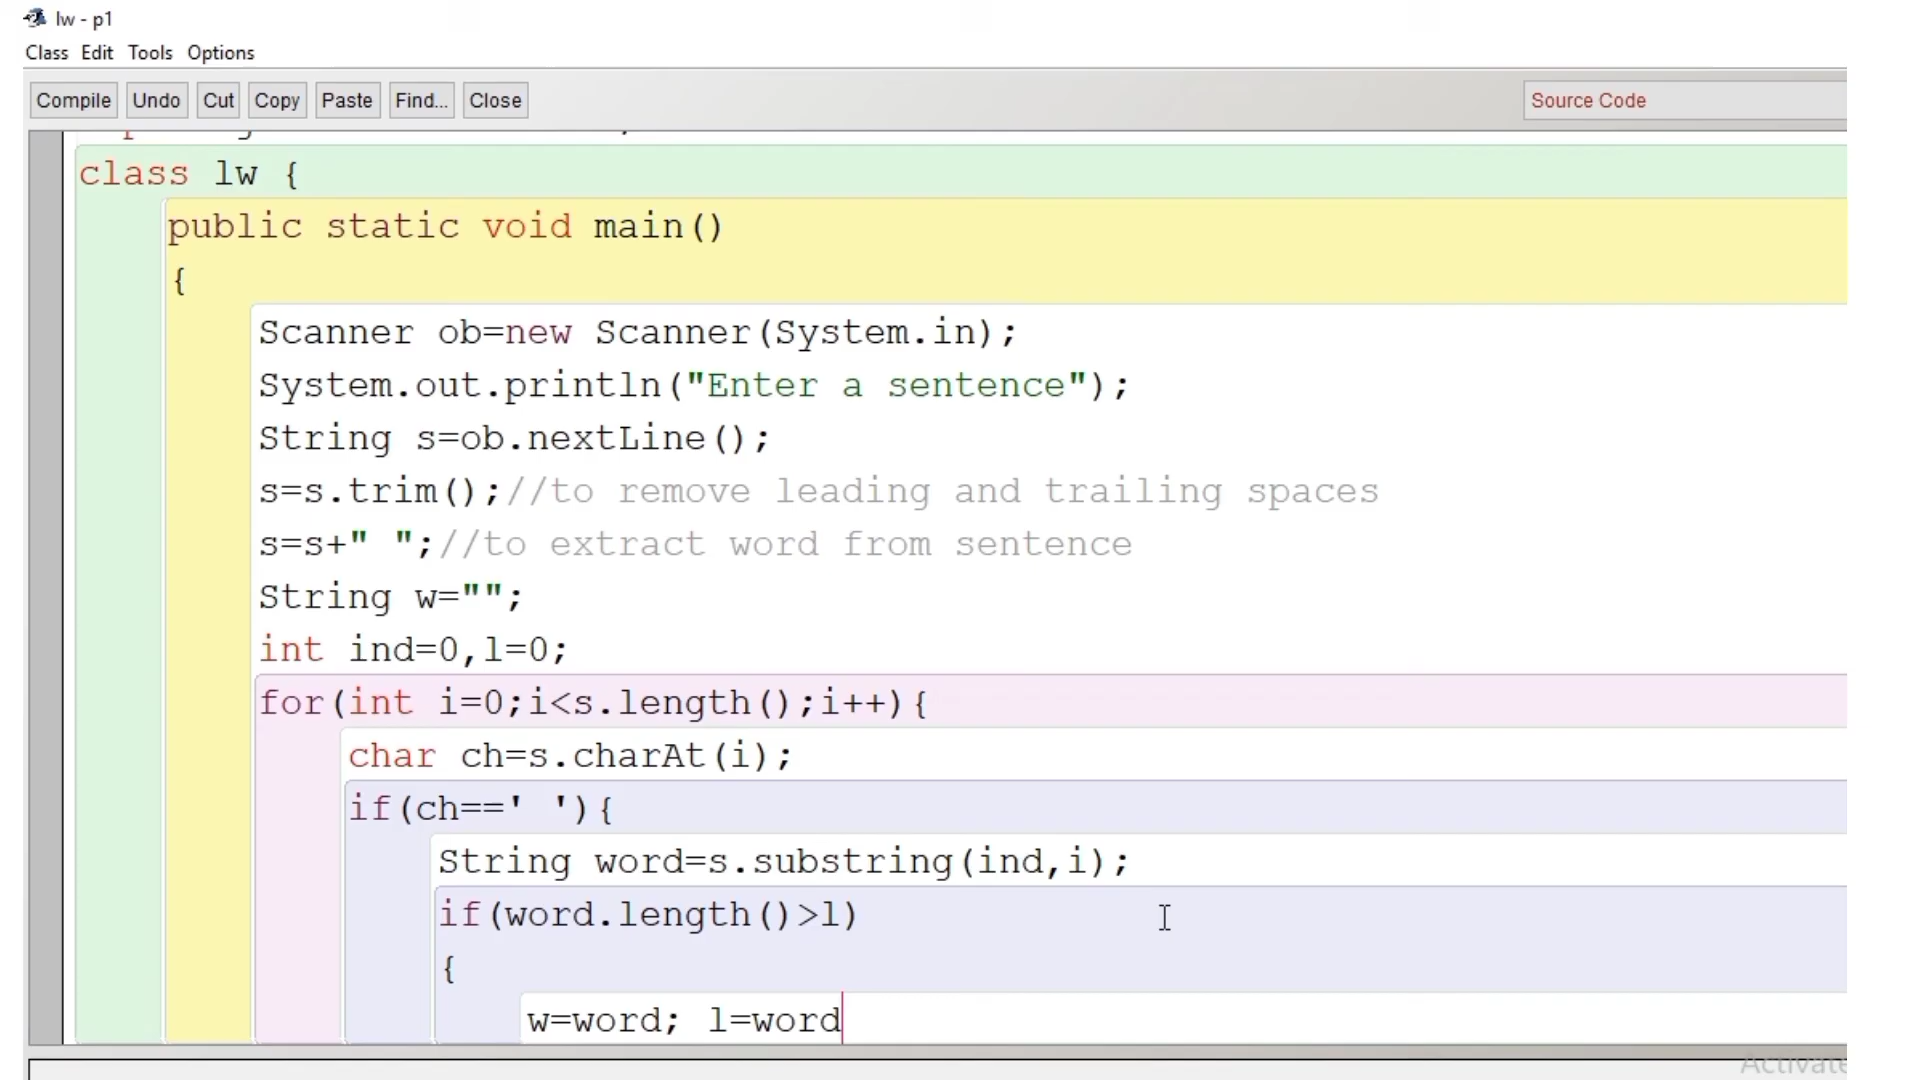 lw - p1
Class Edit Tools Options
Compile Undo Cut Copy Paste Find... Close Source Code
class lw {
public static void main()
{
Scanner ob=new Scanner(System.in);
System.out.println("Enter a sentence");
String s=ob.nextLine();
s=s.trim();//to remove leading and trailing spaces
s=s+" ";//to extract word from sentence
String w="";
int ind=0,l=0;
for(int i=0;i<s.length();i++){
char ch=s.charAt(i);
if(ch==' '){
String word=s.substring(ind,i);
if(word.length()>l)
{
w=word; l=word
Activate